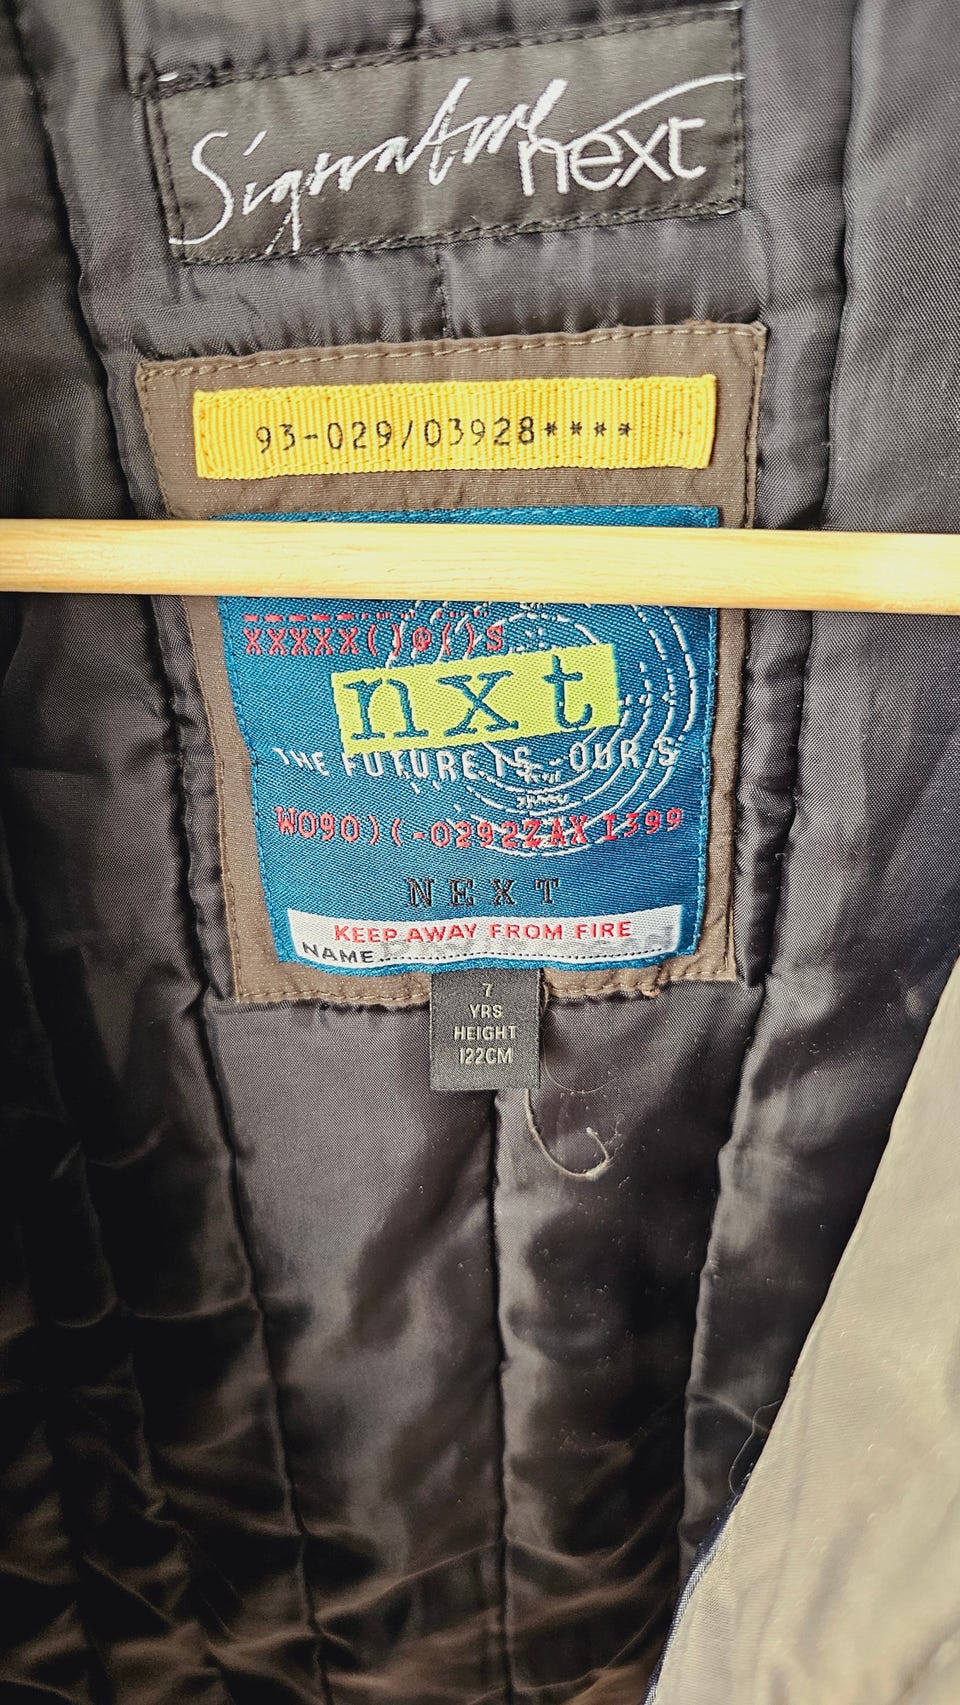 Signature
next
93-029/03928****
XXXXX()@()S
nxt
THE FUTURE IS OURS
W090)(-0292ZAX 1399
NEXT
KEEP AWAY FROM FIRE
NAME
7
YRS
HEIGHT
122CM